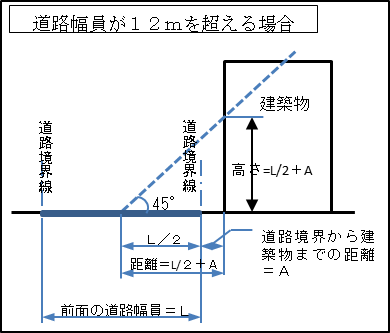 道路幅員が１２ｍを超える場合
建築物
道路境界線
道路境界線
高さ=L/2＋A
45°
Ｌ／２
距離＝L/2＋A
道路境界から建
築物までの距離
＝Ａ
前面の道路幅員＝Ｌ